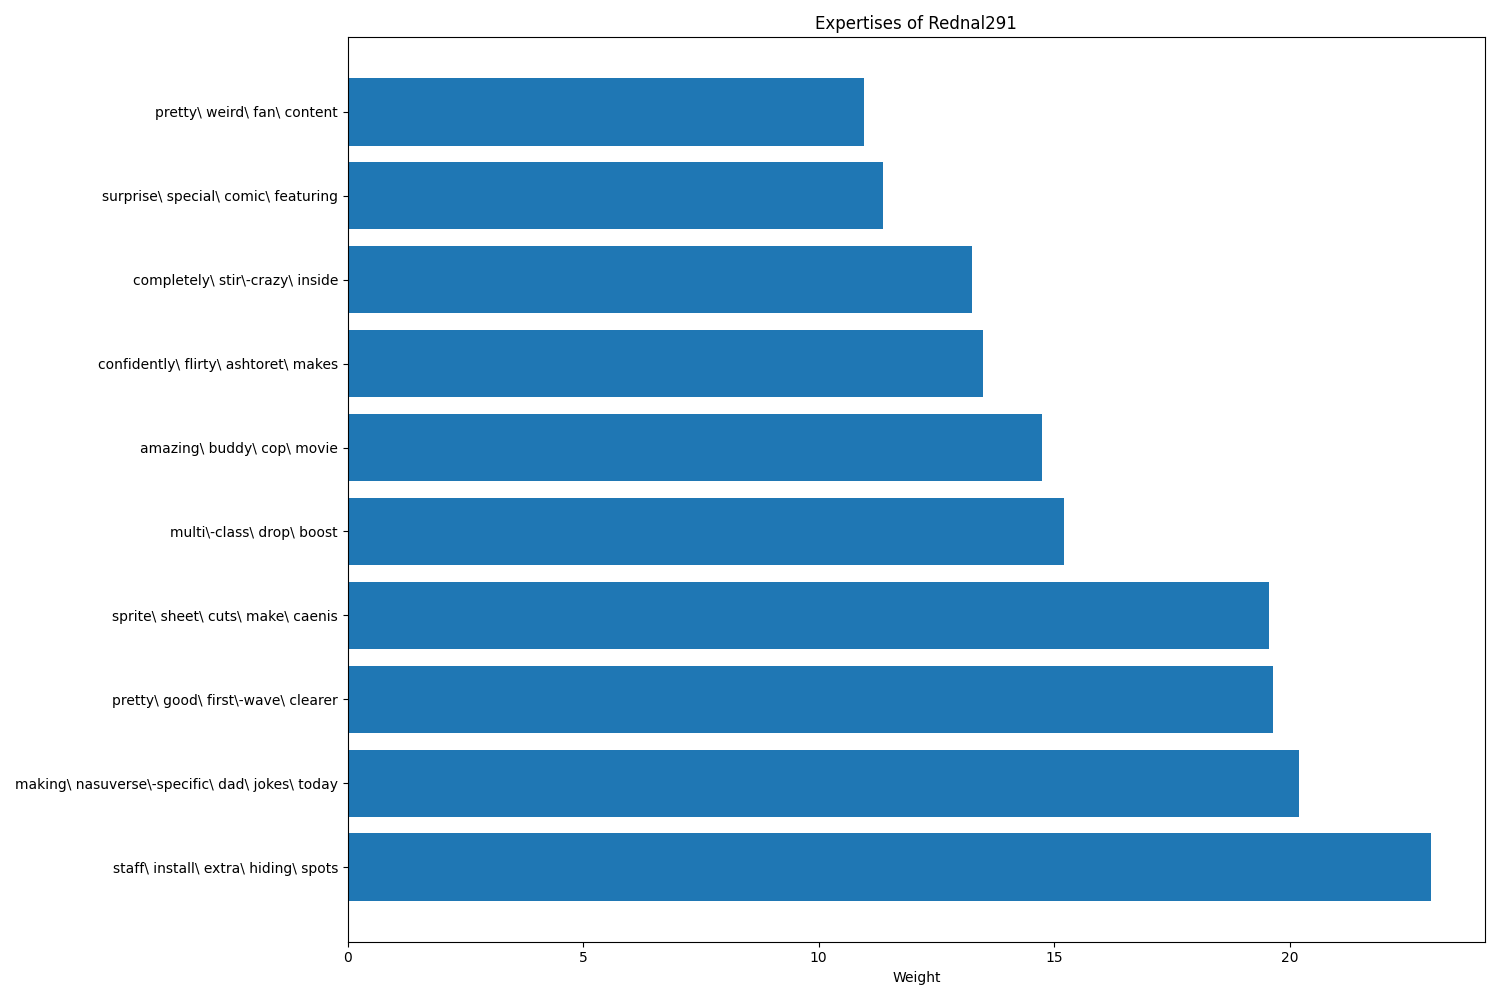 Expertises of Rednal291
pretty\ weird\ fan\ content
surprise\ special\ comic\ featuring
completely\ stir\-crazy\ inside
confidently\ flirty\ ashtoret\ makes
amazing\ buddy\ cop\ movie
multi\-class\ drop\ boost
sprite\ sheet\ cuts\ make\ caenis
pretty\ good\ first\-wave\ clearer
making\ nasuverse\-specific\ dad\ jokes\ today
staff\ install\ extra\ hiding\ spots
0 5 10 15 20
Weight